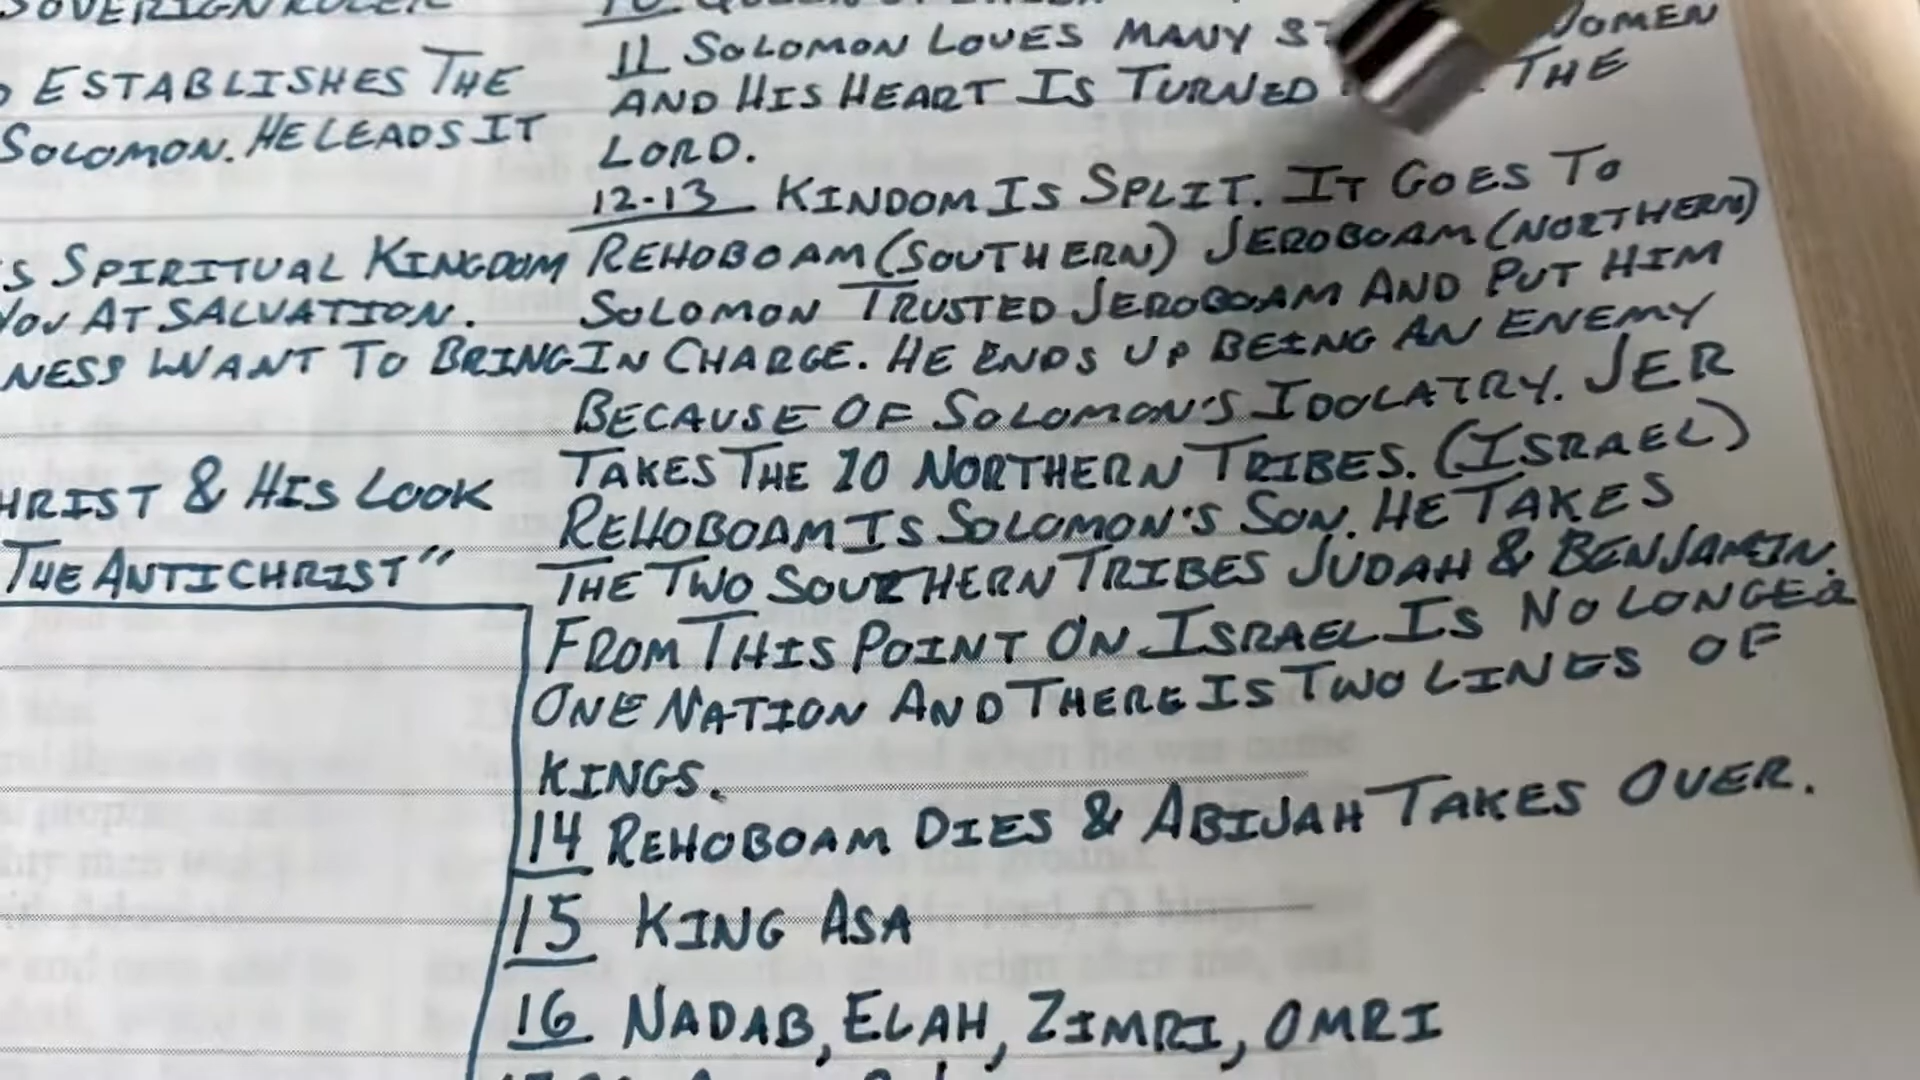 ESTABLISHES THE
SOLOMON. HE LEADS IT
SPIRITUAL KINGDOM
YOU AT SALVATION.
NESS WANT TO BRING
CHRIST & HIS LOOK
THE ANTICHRIST"
11 SOLOMON LOVES MANY WOMEN
AND HIS HEART IS TURNED THE
LORD.
12-13 KINDOM IS SPLIT. IT GOES TO
REHOBOAM (SOUTHERN) JEROBOAM (NORTHERN)
SOLOMON TRUSTED JEROBOAM AND PUT HIM
IN CHARGE. HE ENDS UP BEING AN ENEMY
BECAUSE OF SOLOMON'S IDOLATRY. JER
TAKES THE 10 NORTHERN TRIBES. (ISRAEL)
REHOBOAM IS SOLOMON'S SON. HE TAKES
THE TWO SOUTHERN TRIBES JUDAH & BENJAMIN.
FROM THIS POINT ON ISRAEL IS NO LONGER
ONE NATION AND THERE IS TWO LINES OF
KINGS.
14 REHOBOAM DIES & ABIJAH TAKES OVER.
15 KING ASA
16 NADAB, ELAH, ZIMRI, OMRI